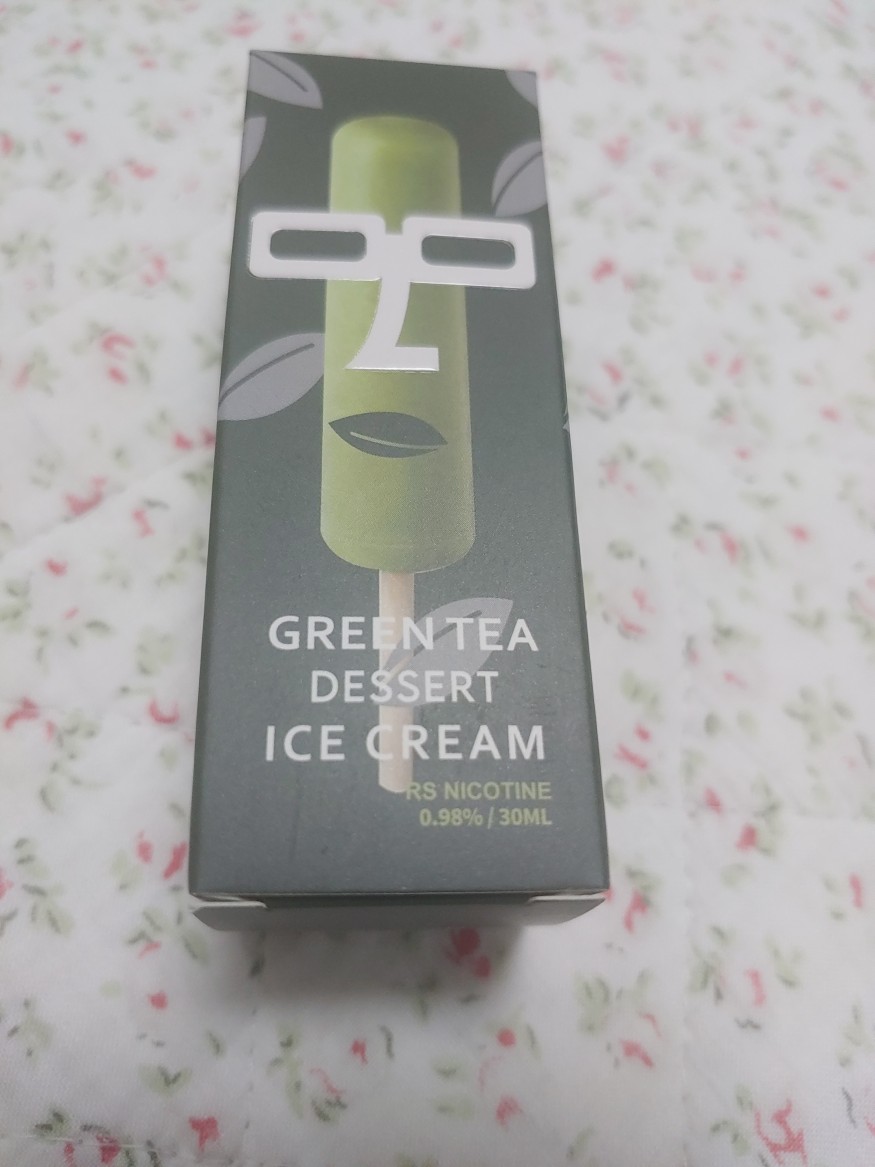 GREEN TEA
DESSERT
ICE CREAM
RS NICOTINE
0.98% / 30ML